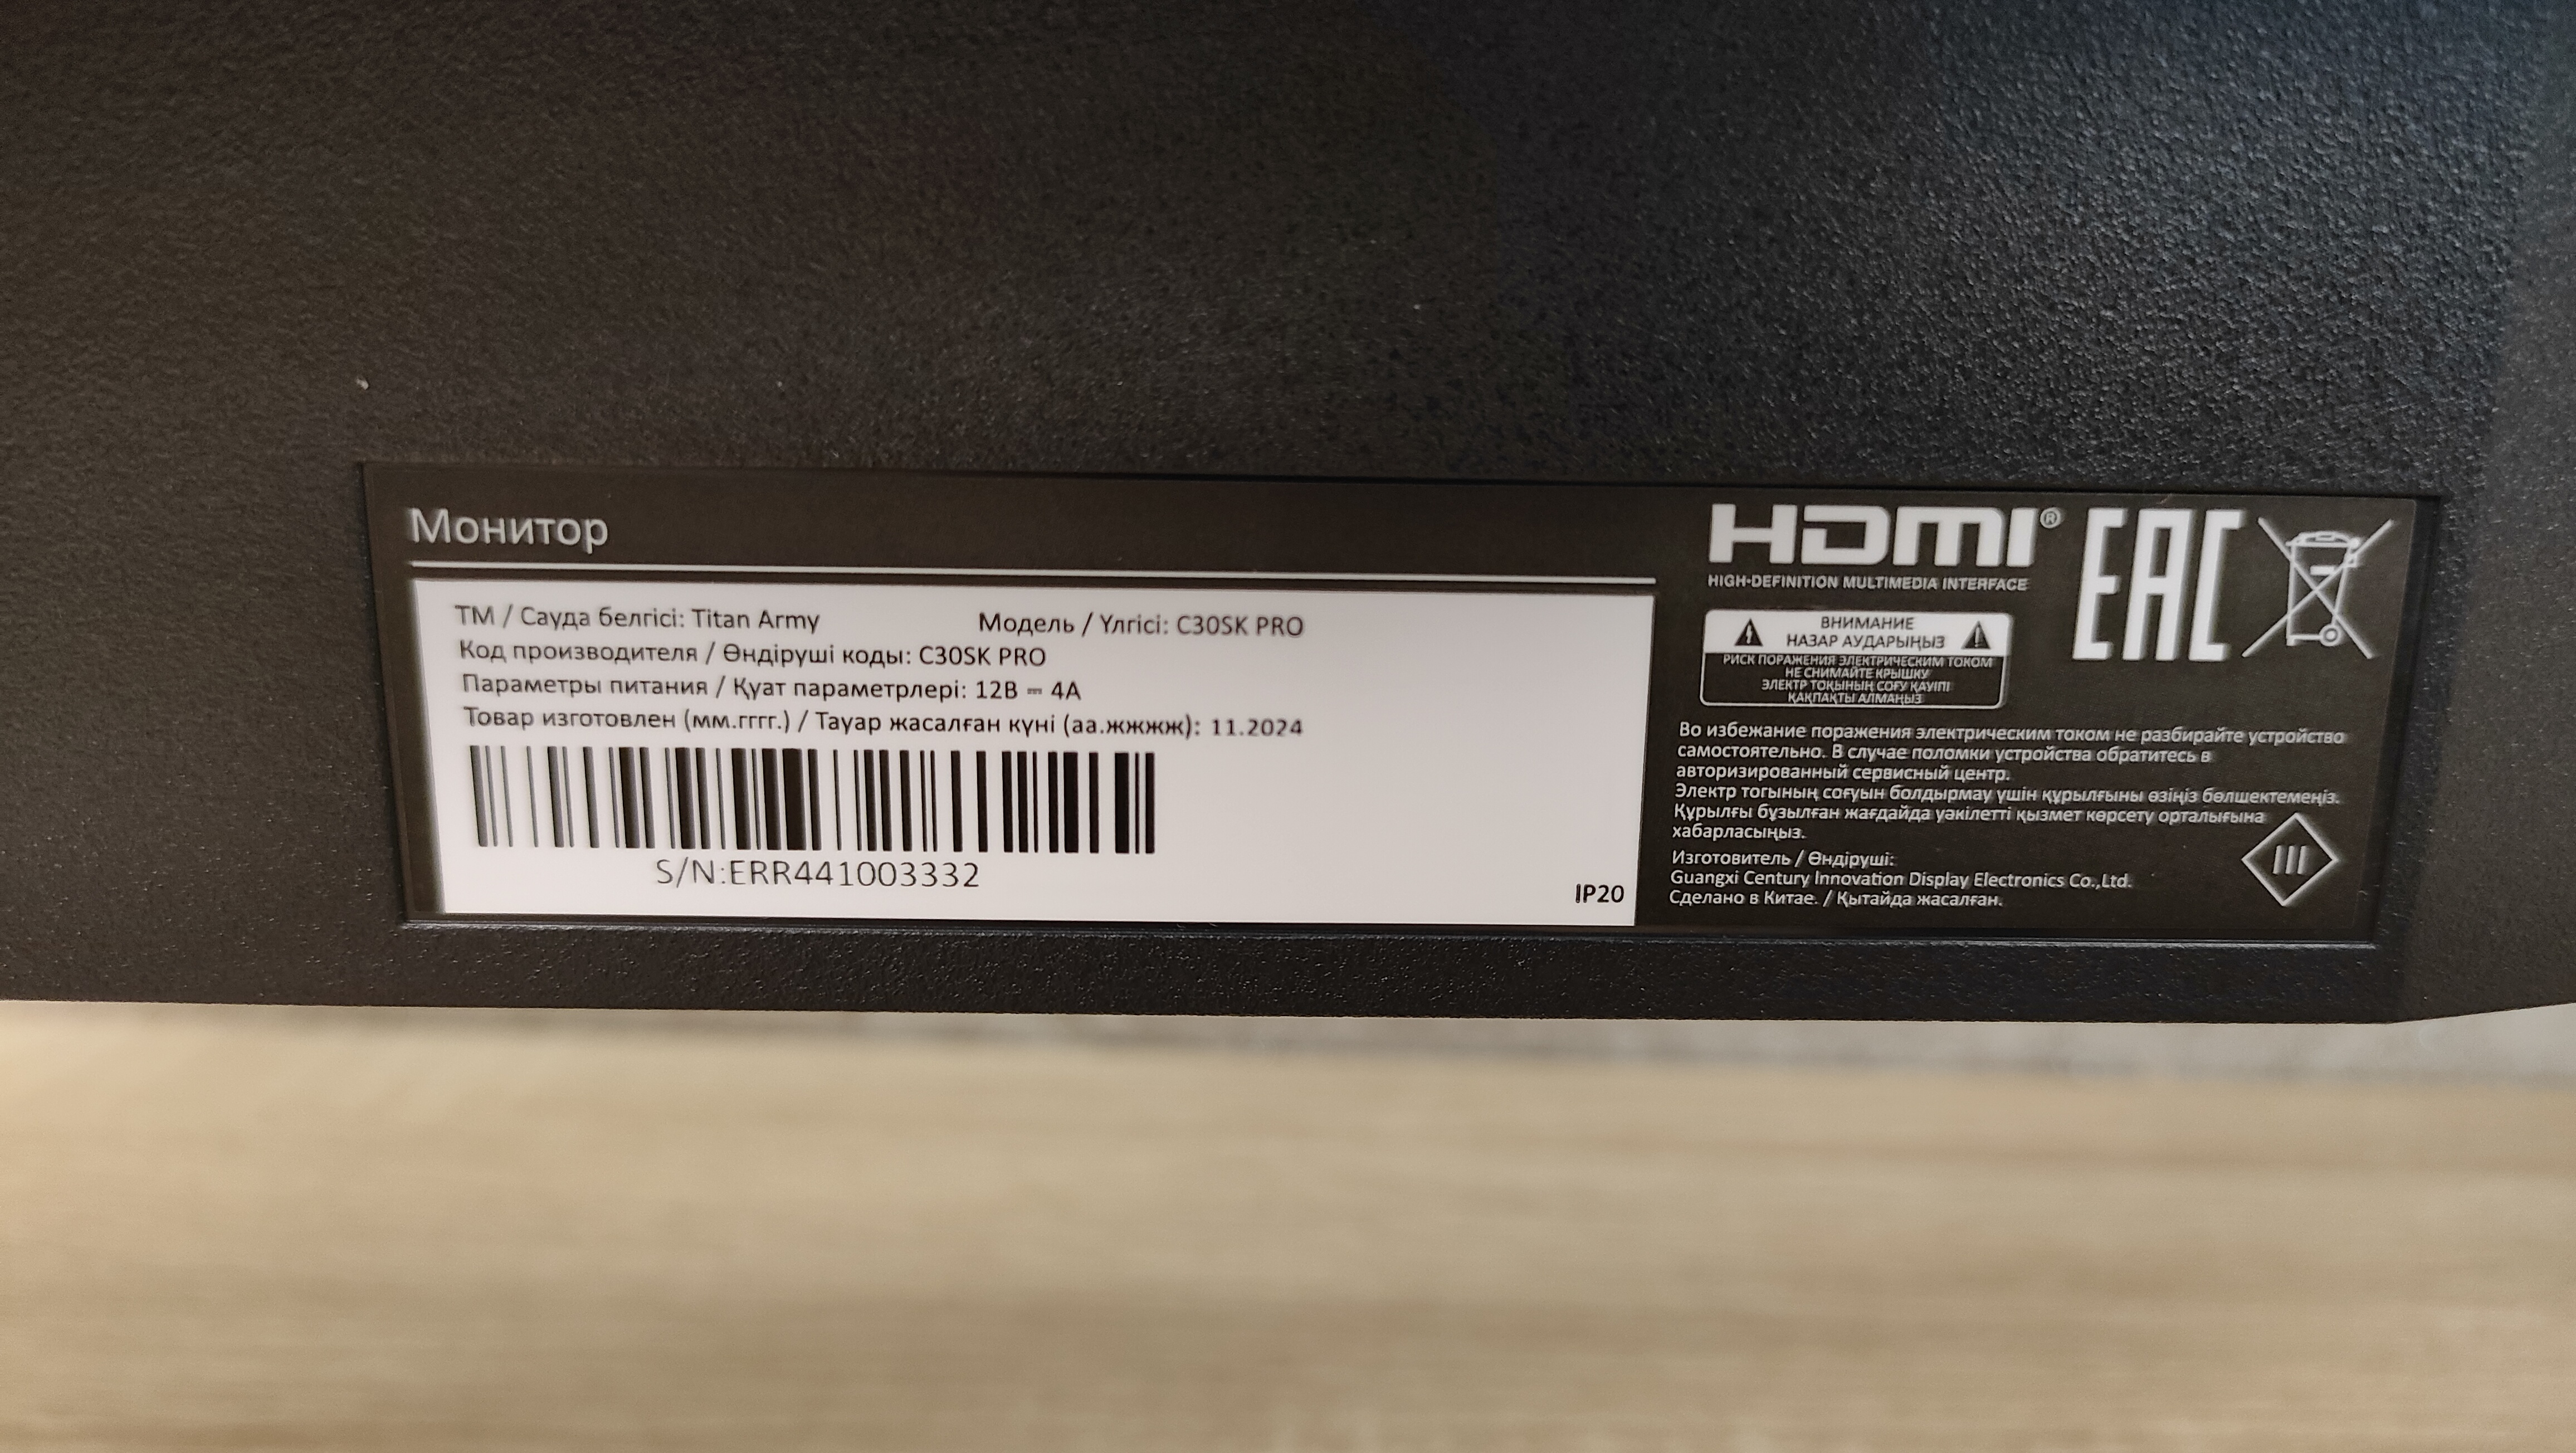 Монитор
ТМ / Сауда белгісі: Titan Army Модель / Үлгісі: C30SK PRO
Код производителя / Өндіруші коды: C30SK PRO
Параметры питания / Қуат параметрлері: 12В ⎓ 4А
Товар изготовлен (мм.гггг.) / Тауар жасалған күні (аа.жжжж): 11.2024
S/N:ERR441003332
IP20
HDMI®
HIGH-DEFINITION MULTIMEDIA INTERFACE
EAC
ВНИМАНИЕ
НАЗАР АУДАРЫҢЫЗ
РИСК ПОРАЖЕНИЯ ЭЛЕКТРИЧЕСКИМ ТОКОМ
НЕ СНИМАЙТЕ КРЫШКУ
ЭЛЕКТР ТОҚЫНЫҢ СОҒУ ҚАУІПІ
ҚАҚПАҚТЫ АЛМАҢЫЗ
Во избежание поражения электрическим током не разбирайте устройство
самостоятельно. В случае поломки устройства обратитесь в
авторизированный сервисный центр.
Электр тогының соғуын болдырмау үшін құрылғыны өзіңіз бөлшектемеңіз.
Құрылғы бұзылған жағдайда уәкілетті қызмет көрсету орталығына
хабарласыңыз.
Изготовитель / Өндіруші:
Guangxi Century Innovation Display Electronics Co.,Ltd.
Сделано в Китае. / Қытайда жасалған.
III